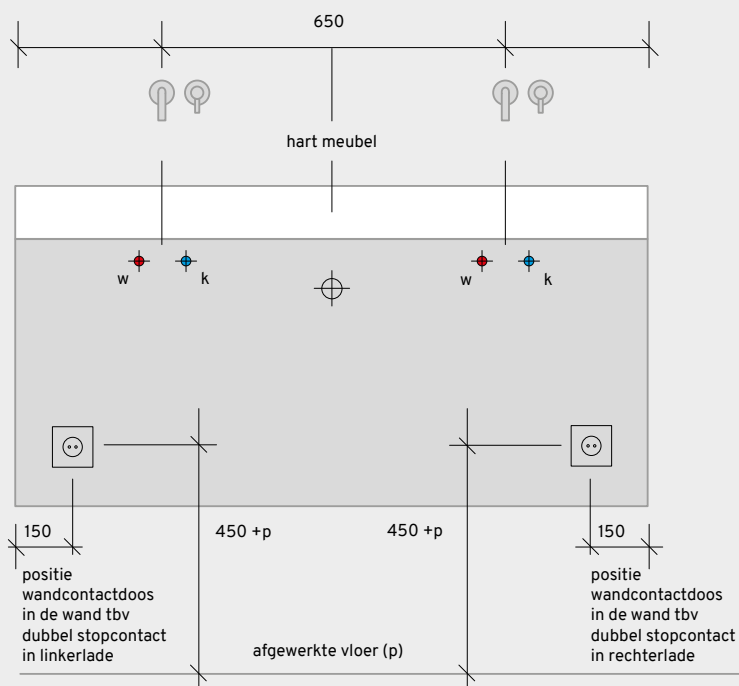 650
hart meubel
w
k
w
k
150
450 +p
450 +p
150
positie
wandcontactdoos
in de wand tbv
dubbel stopcontact
in linkerlade
afgewerkte vloer (p)
positie
wandcontactdoos
in de wand tbv
dubbel stopcontact
in rechterlade